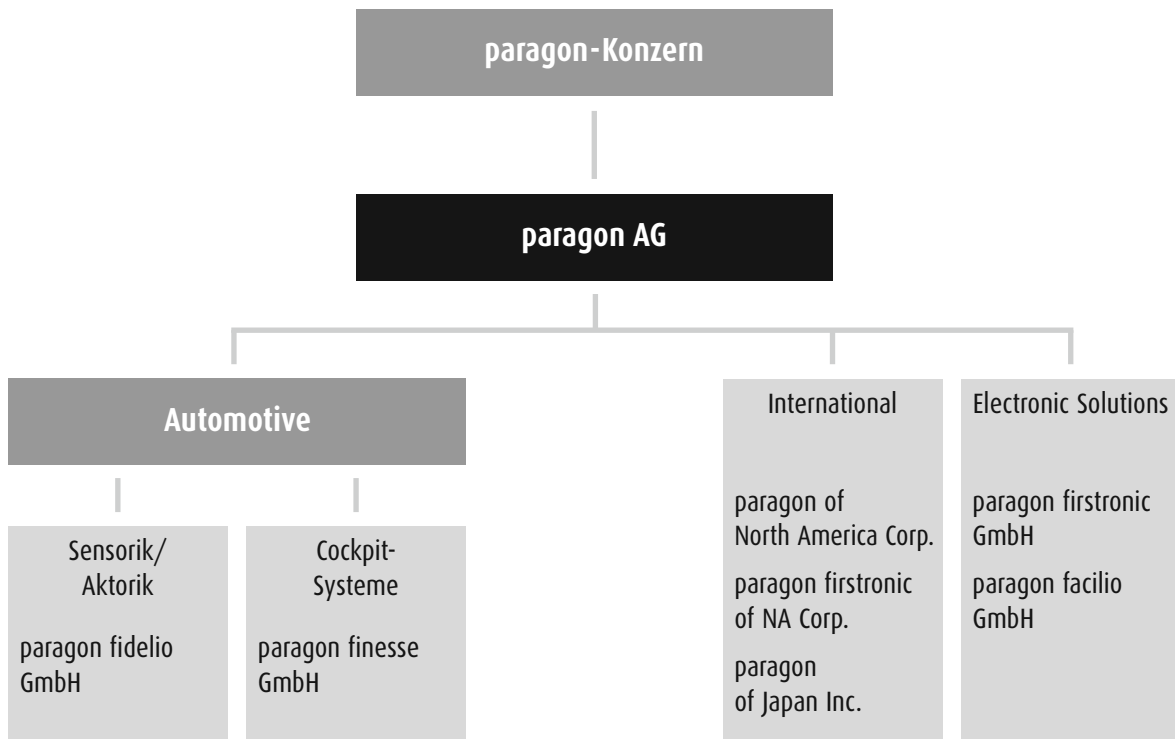 paragon-Konzern
paragon AG
Automotive
Sensorik/
Aktorik
paragon fidelio
GmbH
Cockpit-
Systeme
paragon finesse
GmbH
International
paragon of
North America Corp.
paragon firstronic
of NA Corp.
paragon
of Japan Inc.
Electronic Solutions
paragon firstronic
GmbH
paragon facilio
GmbH